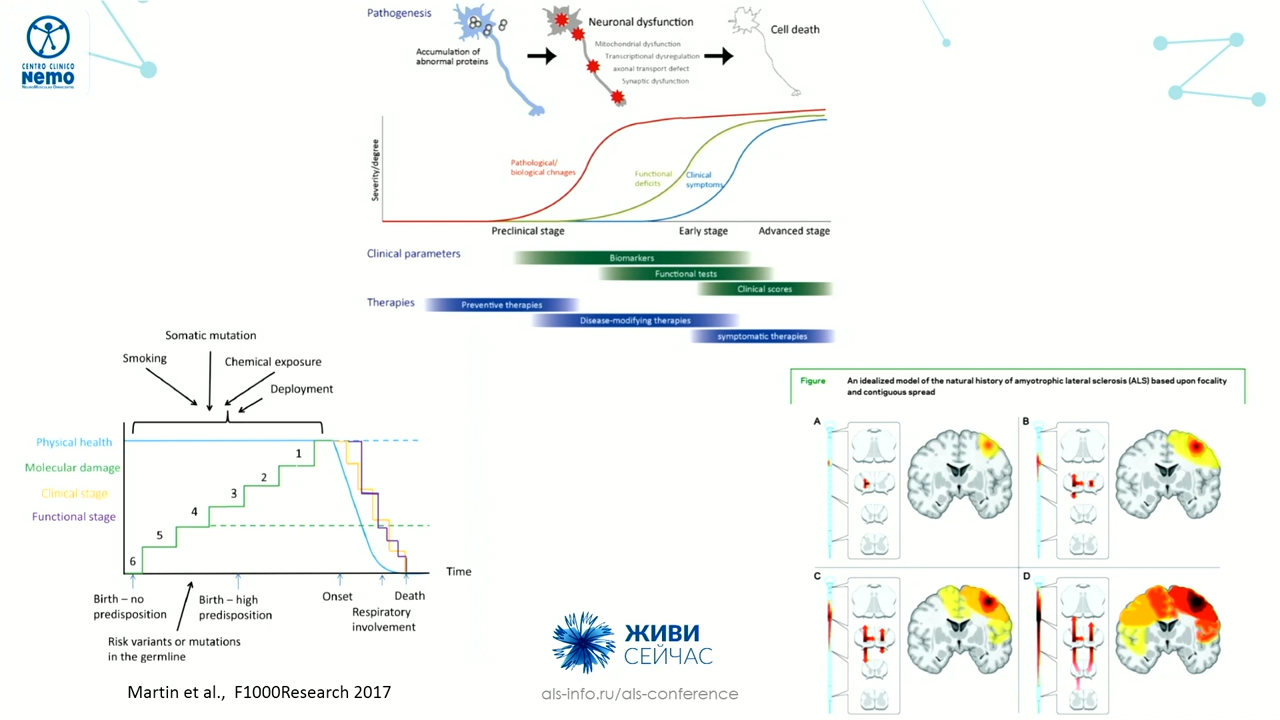 CENTRO CLINICO
NeMO
Pathogenesis
Accumulation of
abnormal proteins
Neuronal dysfunction
Mitochondrial dysfunction
Transcriptional dysregulation
axonal transport defect
Synaptic dysfunction
Cell death
Severity/degree
Pathological/
biological chnages
Functional
deficits
Clinical
symptoms
Preclinical stage
Early stage
Advanced stage
Clinical parameters
Biomarkers
Functional tests
Clinical scores
Therapies
Preventive therapies
Disease-modifying therapies
symptomatic therapies
Somatic mutation
Smoking
Chemical exposure
Deployment
Physical health
Molecular damage
Clinical stage
Functional stage
1
2
3
4
5
6
Time
Birth – no
predisposition
Birth – high
predisposition
Onset
Death
Respiratory
involvement
Risk variants or mutations
in the germline
Martin et al., F1000Research 2017
ЖИВИ
СЕЙЧАС
als-info.ru/als-conference
Figure An idealized model of the natural history of amyotrophic lateral sclerosis (ALS) based upon focality
and contiguous spread
A
B
C
D